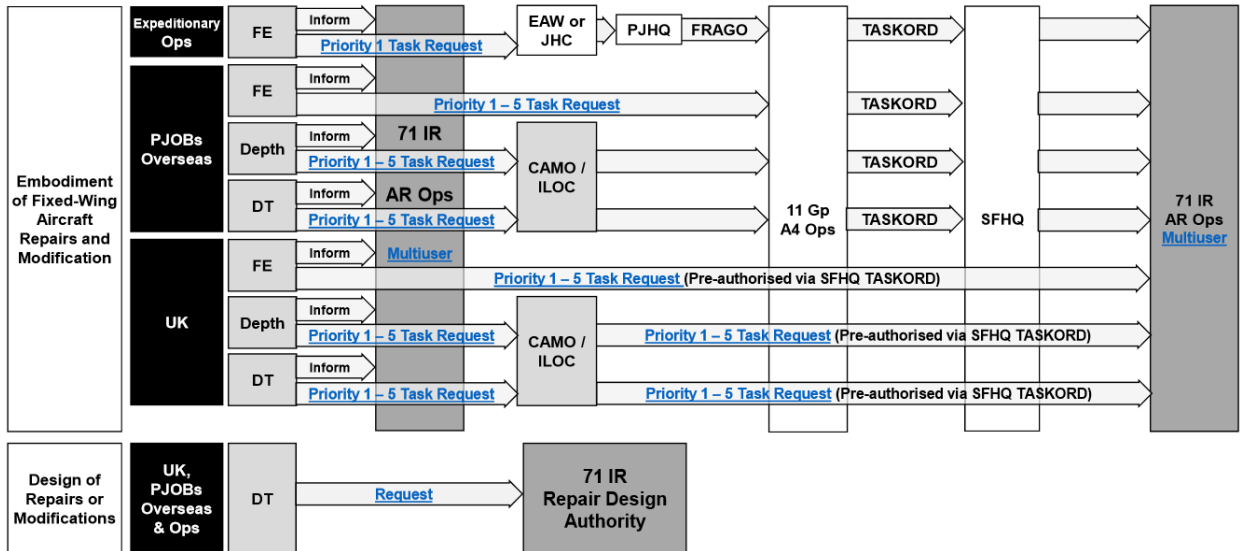 Embodiment
of Fixed-Wing
Aircraft
Repairs and
Modification
Expeditionary
Ops
FE
Inform
Priority 1 Task Request
EAW or
JHC
PJHQ
FRAGO
TASKORD
PJOBs
Overseas
FE
Inform
Priority 1 – 5 Task Request
TASKORD
Depth
Inform
Priority 1 – 5 Task Request
TASKORD
DT
Inform
Priority 1 – 5 Task Request
TASKORD
CAMO /
ILOC
71 IR
AR Ops
Multiuser
11 Gp
A4 Ops
SFHQ
71 IR
AR Ops
Multiuser
UK
FE
Inform
Priority 1 – 5 Task Request (Pre-authorised via SFHQ TASKORD)
Depth
Inform
Priority 1 – 5 Task Request
Priority 1 – 5 Task Request (Pre-authorised via SFHQ TASKORD)
DT
Inform
Priority 1 – 5 Task Request
Priority 1 – 5 Task Request (Pre-authorised via SFHQ TASKORD)
CAMO /
ILOC
Design of
Repairs or
Modifications
UK,
PJOBs
Overseas
& Ops
DT
Request
71 IR
Repair Design
Authority